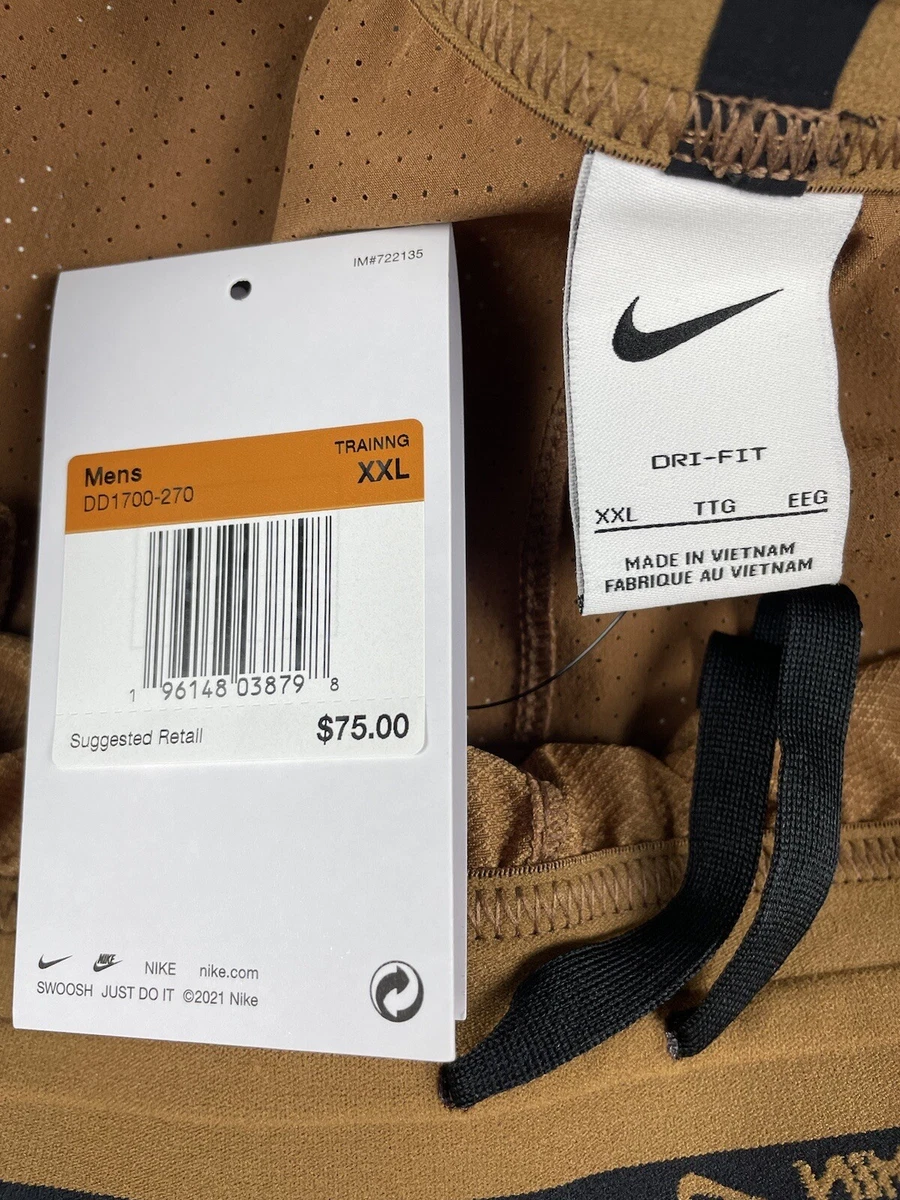 IM#722135
TRAINNG
Mens
XXL
DD1700-270
1 96148 03879 8
Suggested Retail $75.00
NIKE NIKE nike.com
SWOOSH JUST DO IT ©2021 Nike
DRI-FIT
XXL TTG EEG
MADE IN VIETNAM
FABRIQUE AU VIETNAM